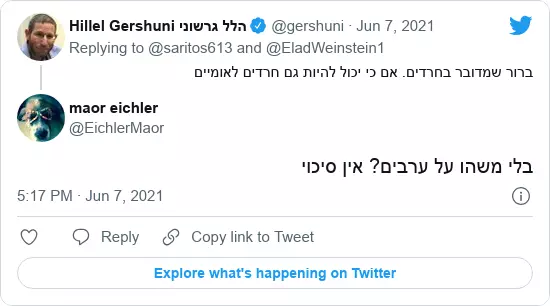 Hillel Gershuni הלל גרשוני @gershuni · Jun 7, 2021
Replying to @saritos613 and @EladWeinstein1
ברור שמדובר בחרדים. אם כי יכול להיות גם חרדים לאומיים
maor eichler
@EichlerMaor
בלי משהו על ערבים? אין סיכוי
5:17 PM · Jun 7, 2021
Reply
Copy link to Tweet
Explore what's happening on Twitter